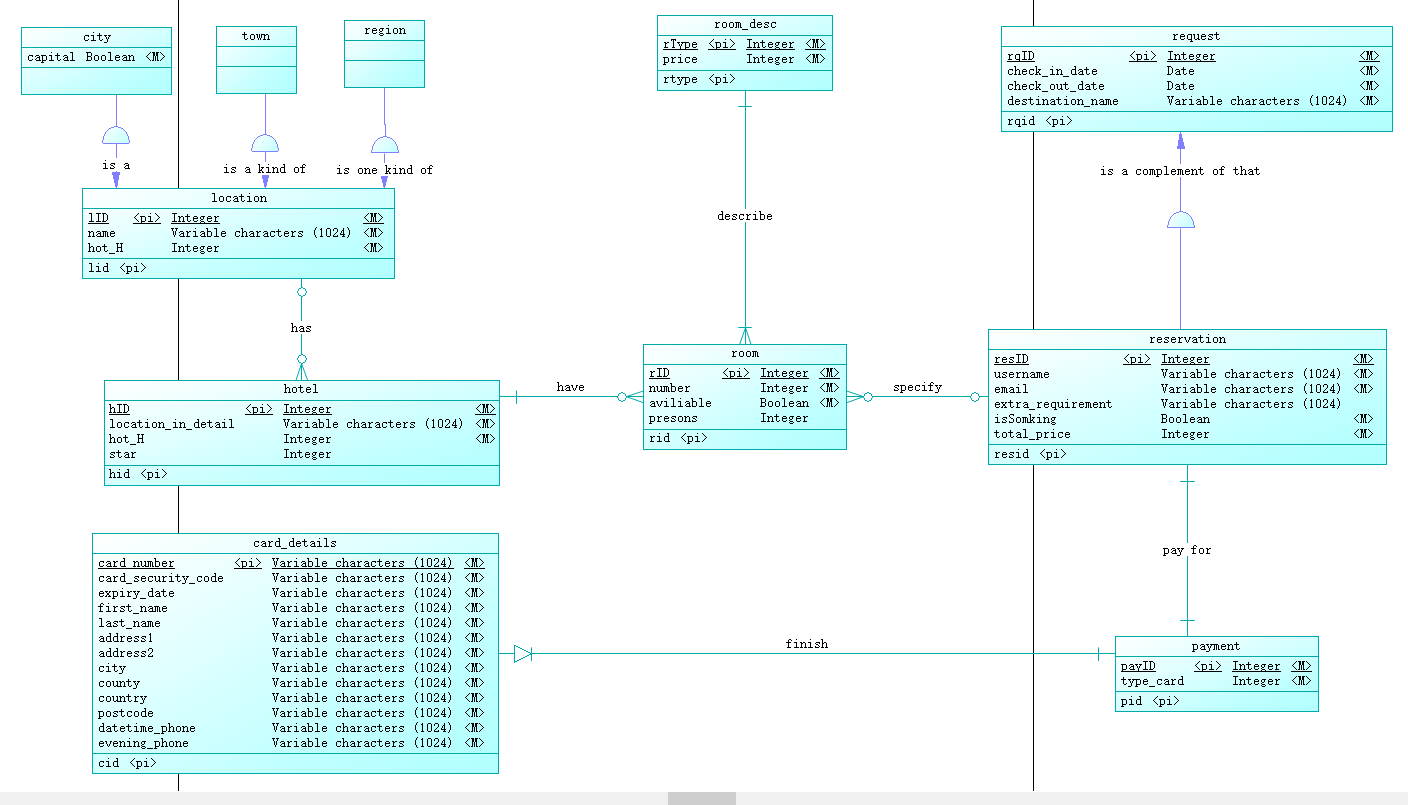 city
capital Boolean <M>
town
region
room_desc
rType <pi> Integer <M>
price Integer <M>
rtype <pi>
request
rqID <pi> Integer <M>
check_in_date Date <M>
check_out_date Date <M>
destination_name Variable characters (1024) <M>
rqid <pi>
is a
is a kind of
is one kind of
is a complement of that
location
lID <pi> Integer <M>
name Variable characters (1024) <M>
hot_H Integer <M>
lid <pi>
describe
has
hotel
hID <pi> Integer <M>
location_in_detail Variable characters (1024) <M>
hot_H Integer <M>
star Integer
hid <pi>
have
room
rID <pi> Integer <M>
number Integer <M>
aviliable Boolean <M>
presons Integer
rid <pi>
specify
reservation
resID <pi> Integer <M>
username Variable characters (1024) <M>
email Variable characters (1024) <M>
extra_requirement Variable characters (1024)
isSomking Boolean <M>
total_price Integer <M>
resid <pi>
card_details
card_number <pi> Variable characters (1024) <M>
card_security_code Variable characters (1024) <M>
expiry_date Variable characters (1024) <M>
first_name Variable characters (1024) <M>
last_name Variable characters (1024) <M>
address1 Variable characters (1024) <M>
address2 Variable characters (1024) <M>
city Variable characters (1024) <M>
county Variable characters (1024) <M>
country Variable characters (1024) <M>
postcode Variable characters (1024) <M>
datetime_phone Variable characters (1024) <M>
evening_phone Variable characters (1024) <M>
cid <pi>
pay for
finish
payment
payID <pi> Integer <M>
type_card Integer <M>
pid <pi>